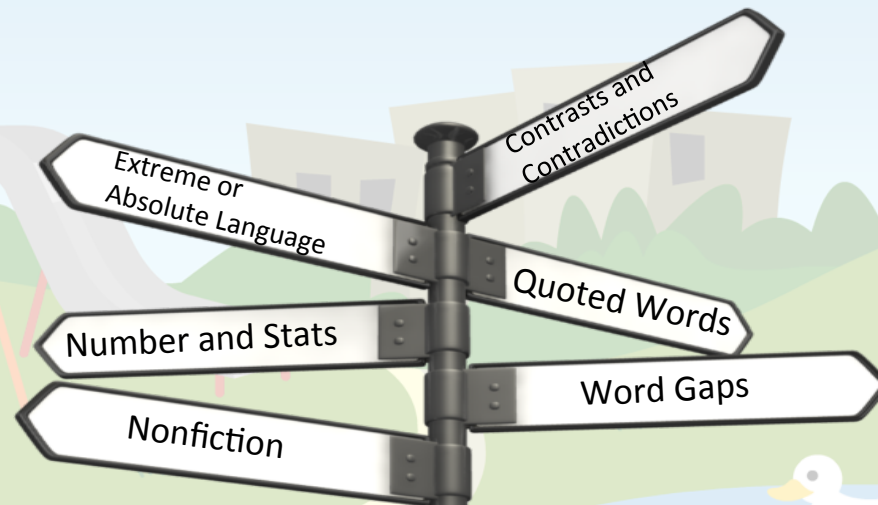 Contrasts and
Contradictions
Extreme or
Absolute Language
Quoted Words
Number and Stats
Word Gaps
Nonfiction